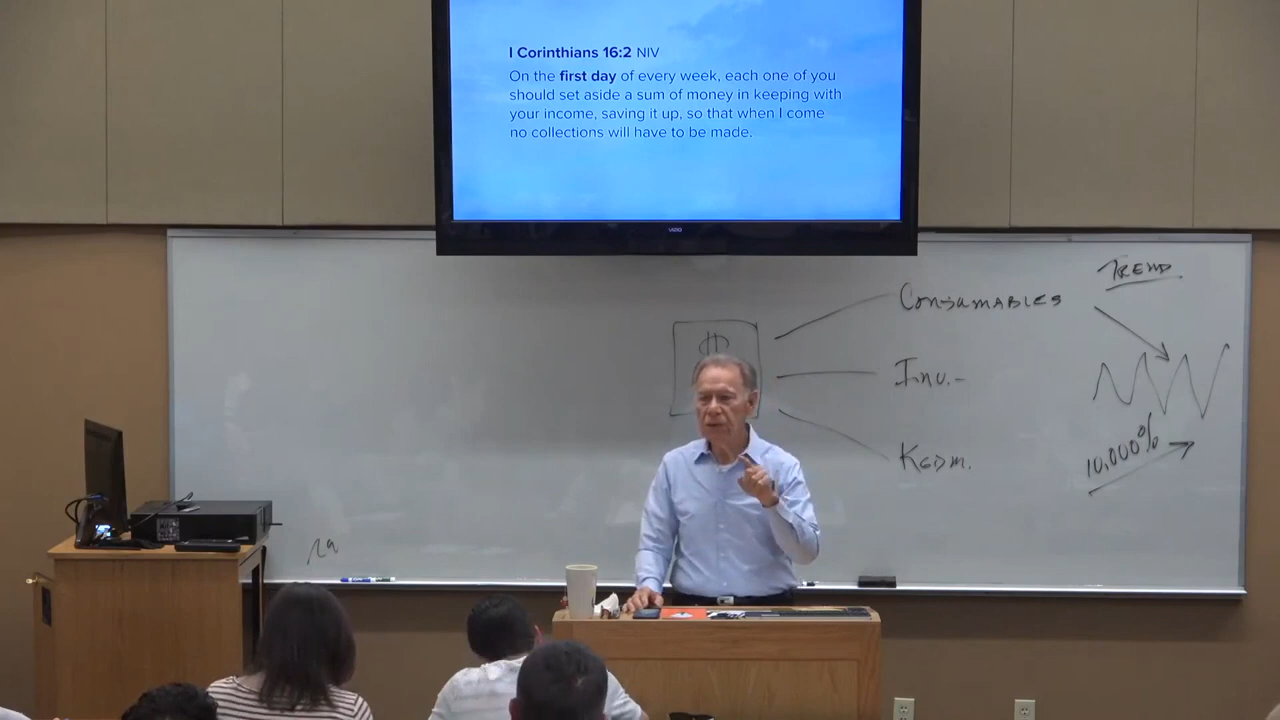 I Corinthians 16:2 NIV
On the first day of every week, each one of you
should set aside a sum of money in keeping with
your income, saving it up, so that when I come
no collections will have to be made.
VIZIO
TREND
CONSUMABLES
$
Inv.-
10,000%